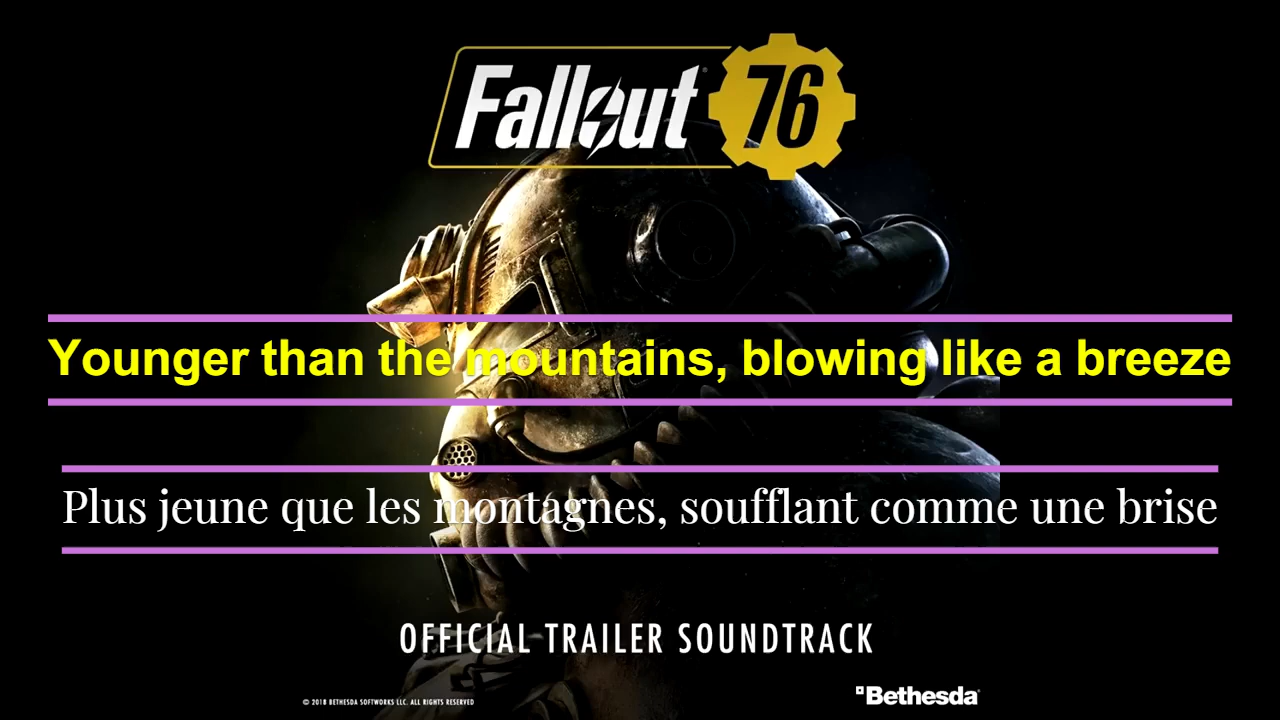 Fallout 76
Younger than the mountains, blowing like a breeze
Plus jeune que les montagnes, soufflant comme une brise
OFFICIAL TRAILER SOUNDTRACK
© 2018 BETHESDA SOFTWORKS LLC. ALL RIGHTS RESERVED
Bethesda